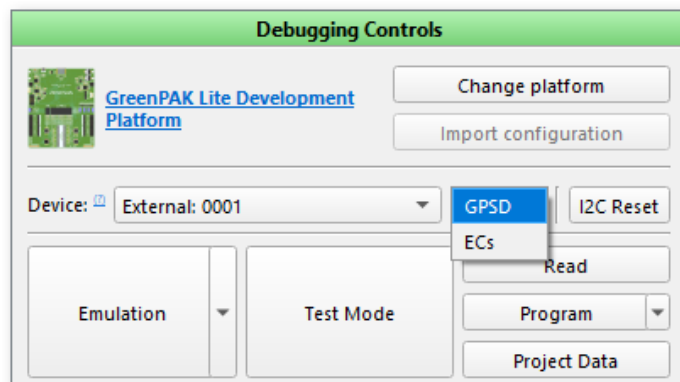 Debugging Controls
GreenPAK Lite Development
Platform
Change platform
Import configuration
Device: (?) External: 0001 GPSD I2C Reset
ECs
Emulation Test Mode Read
Program
Project Data